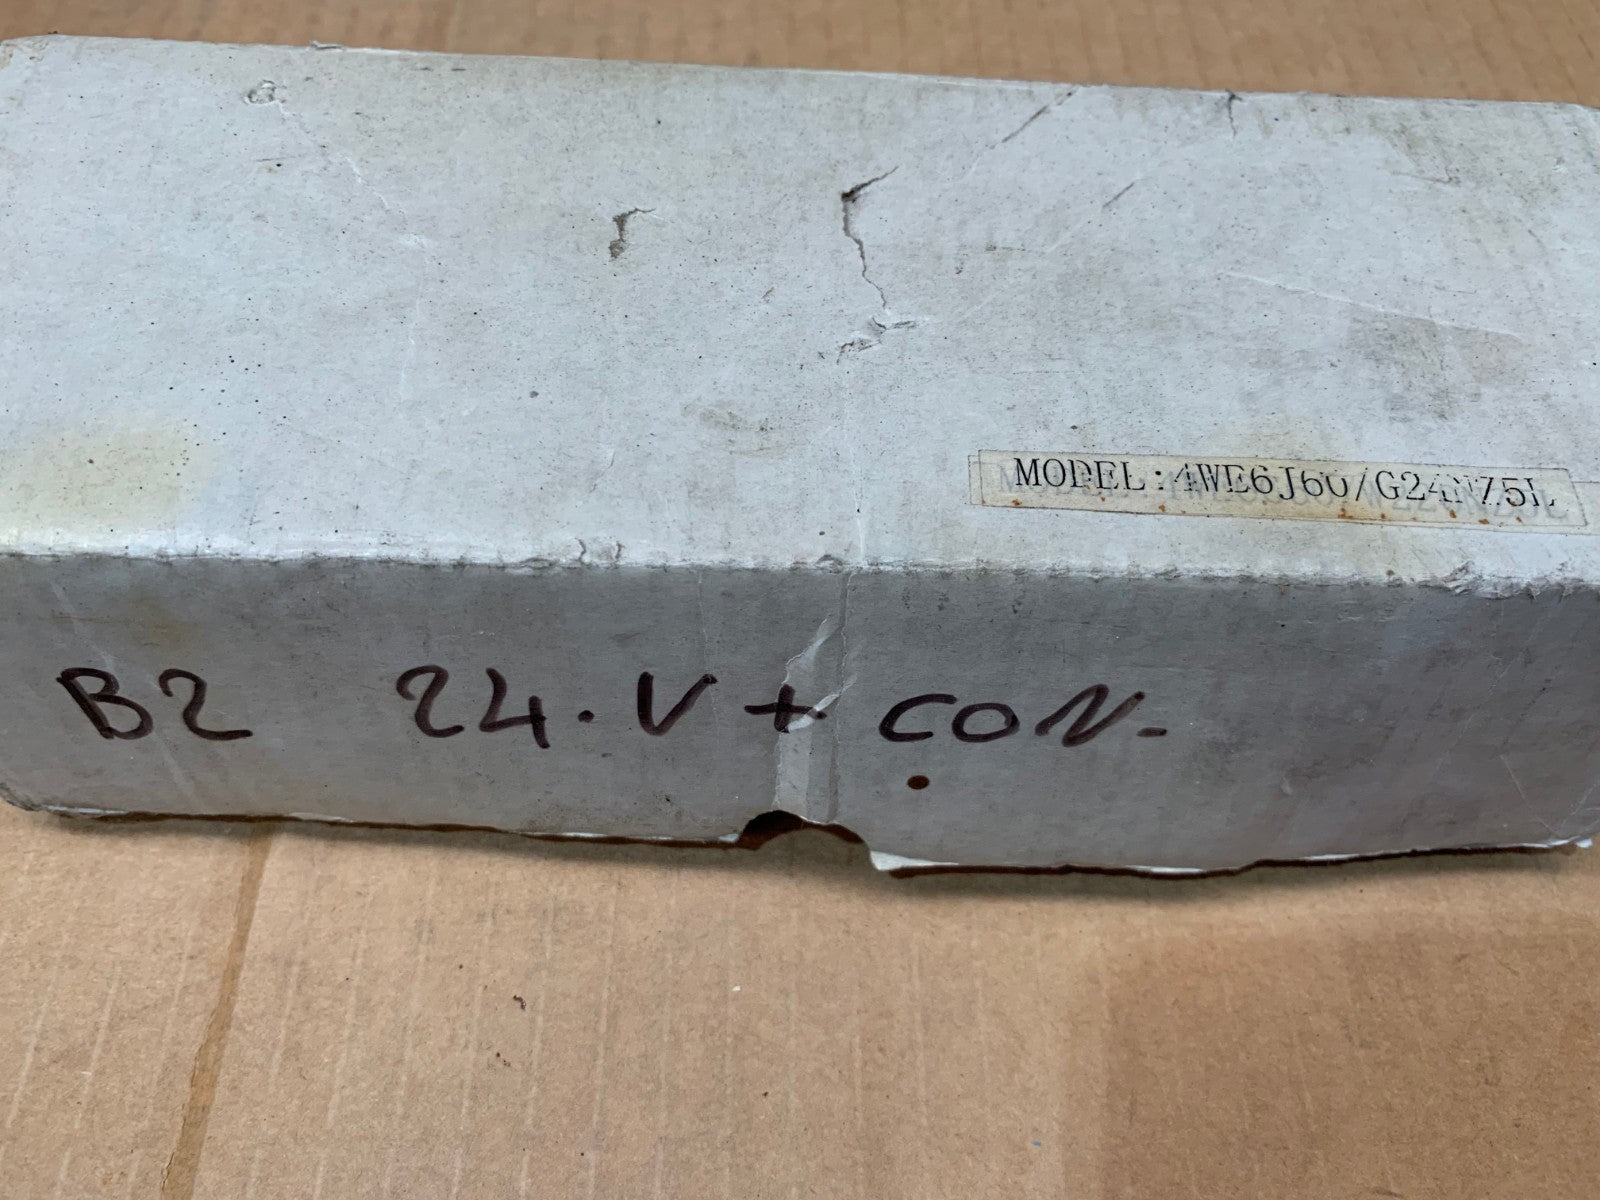 MODEL:4WE6J60/G24NZ5L
B2 24.V + CON.